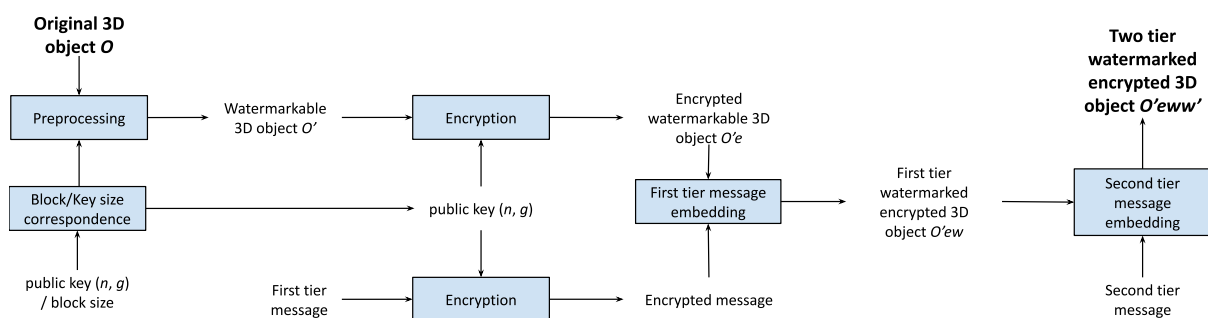 Original 3D
object O
Preprocessing
Watermarkable
3D object O'
Encryption
Encrypted
watermarkable 3D
object O'e
Two tier
watermarked
encrypted 3D
object O'eww'
Block/Key size
correspondence
public key (n, g)
First tier message
embedding
First tier
watermarked
encrypted 3D
object O'ew
Second tier
message
embedding
public key (n, g)
/ block size
First tier
message
Encryption
Encrypted message
Second tier
message